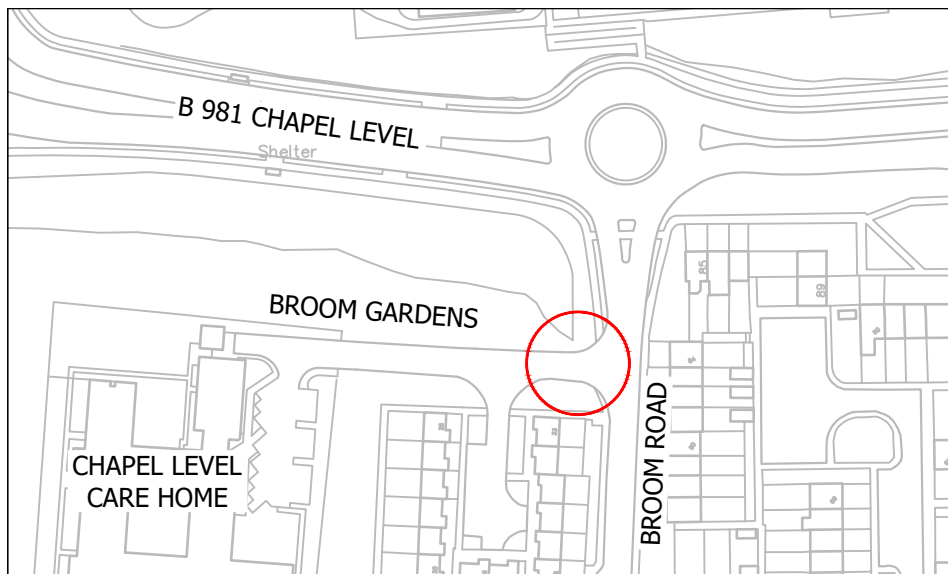 B 981 CHAPEL LEVEL
Shelter
85
89
BROOM GARDENS
BROOM ROAD
CHAPEL LEVEL
CARE HOME